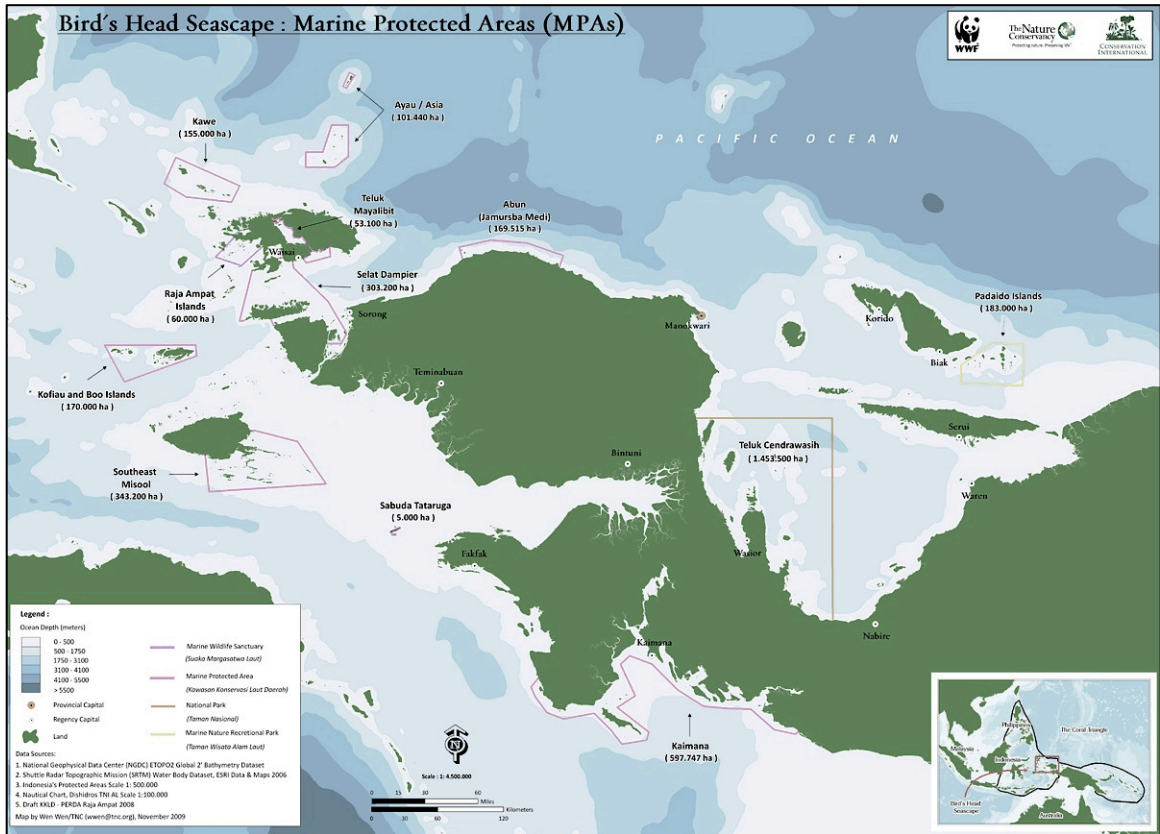 Bird's Head Seascape : Marine Protected Areas (MPAs)
WWF
The Nature
Conservancy
Protecting nature. Preserving life.
CONSERVATION
INTERNATIONAL
PACIFIC OCEAN
Ayau / Asia
( 101.440 ha )
Kawe
( 155.000 ha )
Teluk
Mayalibit
( 53.100 ha )
Abun
(Jamursba Medi)
( 169.515 ha )
Waisai
Selat Dampier
( 303.200 ha )
Raja Ampat
Islands
( 60.000 ha )
Sorong
Manokwari
Korido
Padaido Islands
( 183.000 ha )
Biak
Kofiau and Boo Islands
( 170.000 ha )
Teminabuan
Serui
Teluk Cendrawasih
( 1.453.500 ha )
Bintuni
Southeast
Misool
( 343.200 ha )
Waren
Sabuda Tataruga
( 5.000 ha )
Fakfak
Wasior
Nabire
Kaimana
Kaimana
( 597.747 ha )
Legend :
Ocean Depth (meters)
0 - 500
500 - 1750
1750 - 3100
3100 - 4100
4100 - 5500
> 5500
Provincial Capital
Regency Capital
Land
Marine Wildlife Sanctuary
(Suaka Margasatwa Laut)
Marine Protected Area
(Kawasan Konservasi Laut Daerah)
National Park
(Taman Nasional)
Marine Nature Recretional Park
(Taman Wisata Alam Laut)
Data Sources:
1. National Geophysical Data Center (NGDC) ETOPO2 Global 2' Bathymetry Dataset
2. Shuttle Radar Topographic Mission (SRTM) Water Body Dataset, ESRI Data & Maps 2006
3. Indonesia's Protected Areas Scale 1: 500.000
4. Nautical Chart, Dishidros TNI AL Scale 1:100.000
5. Draft KKLD - PERDA Raja Ampat 2008
Map by Wen Wen/TNC (wwen@tnc.org), November 2009
N
Scale : 1: 4.500.000
0 15 30 60
Miles
Kilometers
0 30 60 120
Philippines
The Coral Triangle
Malaysia
Indonesia
Bird's Head
Seascape
Australia